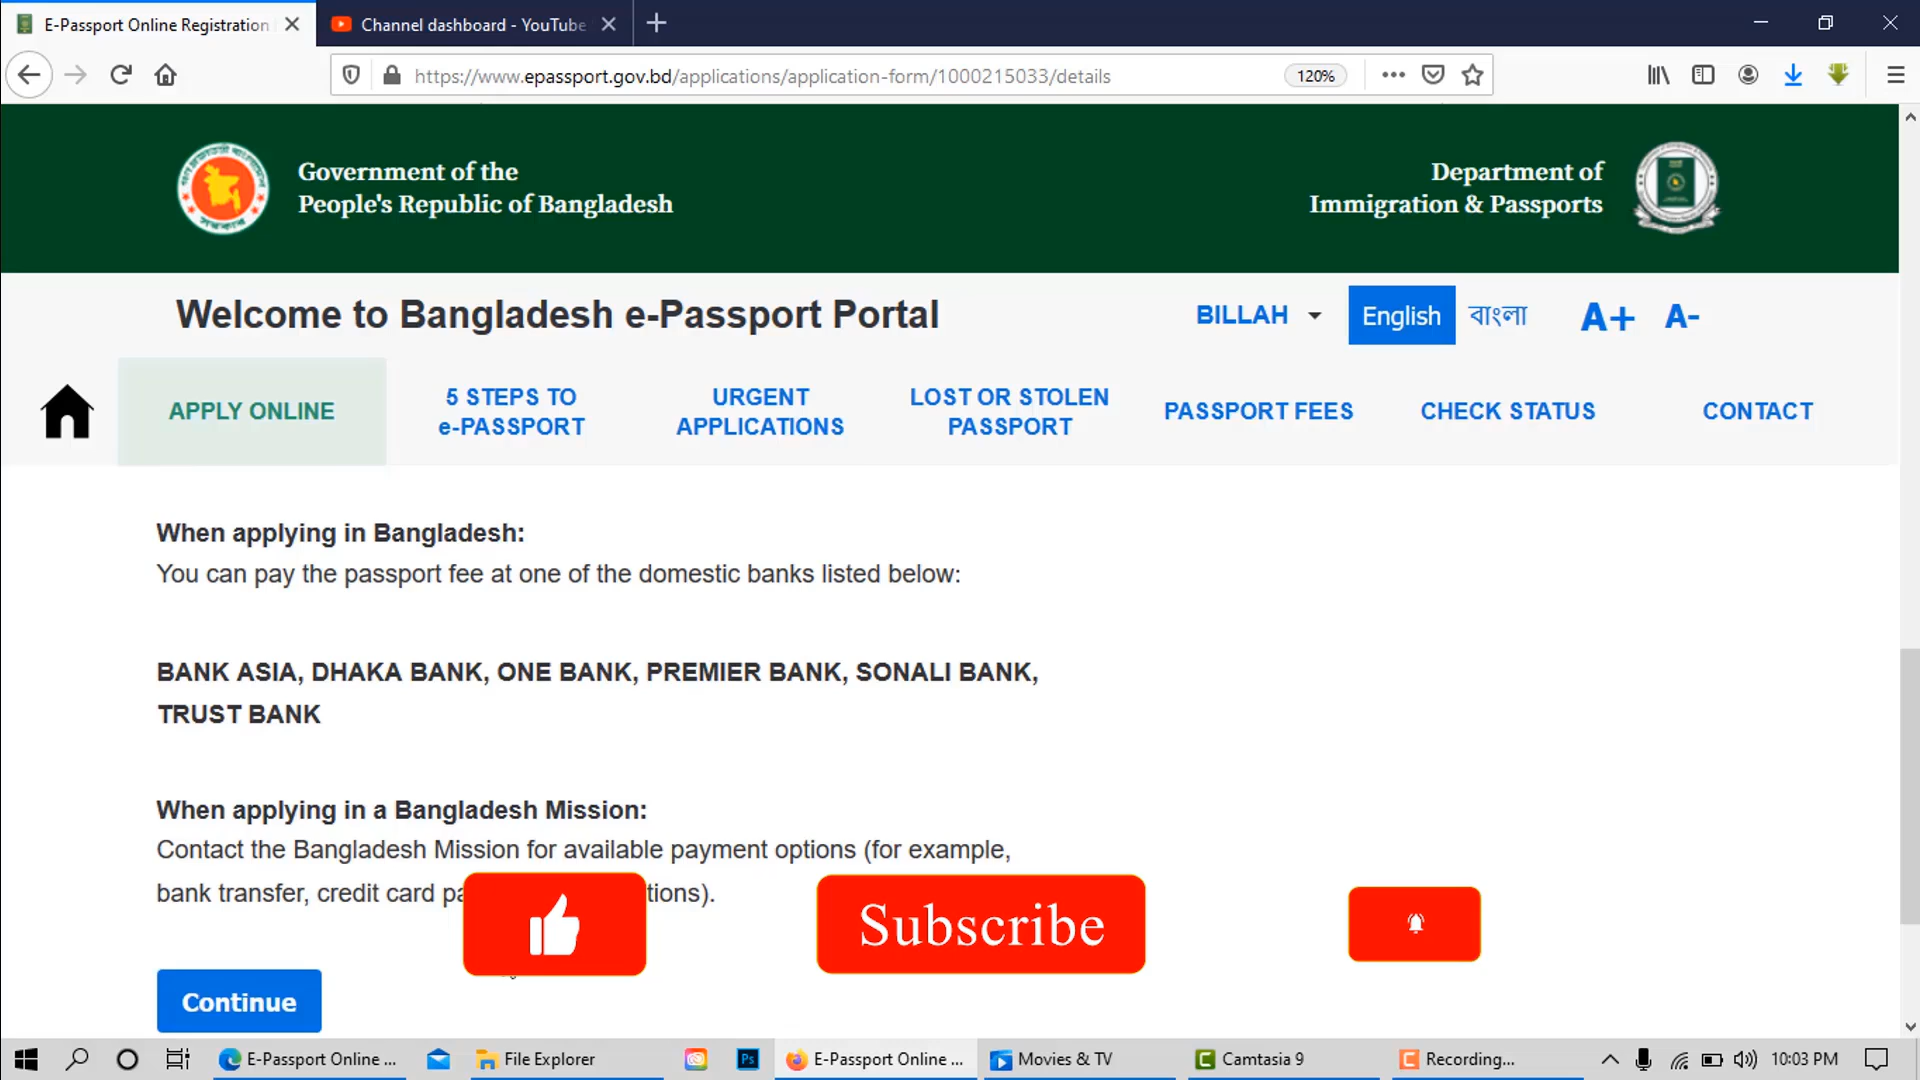 E-Passport Online Registration
Channel dashboard - YouTube
https://www.epassport.gov.bd/applications/application-form/1000215033/details
120%
Government of the
People's Republic of Bangladesh
Department of
Immigration & Passports
Welcome to Bangladesh e-Passport Portal
BILLAH
English
বাংলা
A+
A-
APPLY ONLINE
5 STEPS TO
e-PASSPORT
URGENT
APPLICATIONS
LOST OR STOLEN
PASSPORT
PASSPORT FEES
CHECK STATUS
CONTACT
When applying in Bangladesh:
You can pay the passport fee at one of the domestic banks listed below:
BANK ASIA, DHAKA BANK, ONE BANK, PREMIER BANK, SONALI BANK,
TRUST BANK
When applying in a Bangladesh Mission:
Contact the Bangladesh Mission for available payment options (for example,
bank transfer, credit card pa tions).
Subscribe
Continue
E-Passport Online ...
File Explorer
Ps
E-Passport Online ...
Movies & TV
Camtasia 9
Recording...
10:03 PM